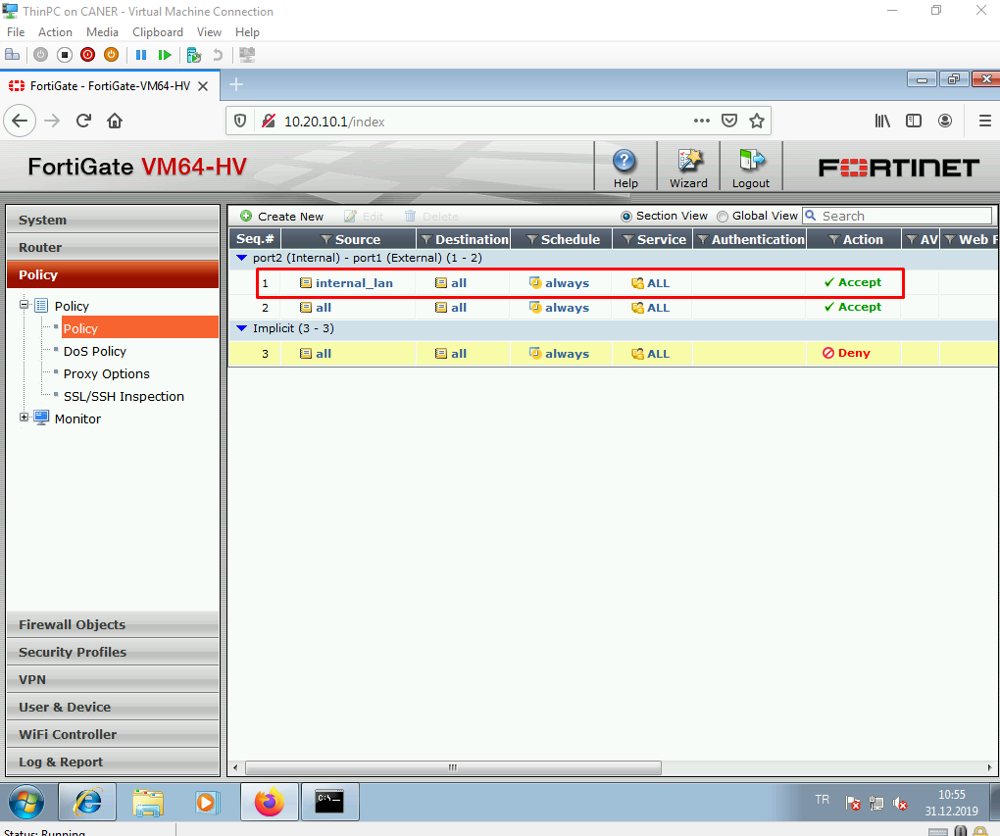 ThinPC on CANER - Virtual Machine Connection
File Action Media Clipboard View Help
FortiGate - FortiGate-VM64-HV
10.20.10.1/index
FortiGate VM64-HV
Help Wizard Logout
FORTINET
System
Router
Policy
Policy
Policy
DoS Policy
Proxy Options
SSL/SSH Inspection
Monitor
Firewall Objects
Security Profiles
VPN
User & Device
WiFi Controller
Log & Report
Create New Edit Delete Section View Global View Search
Seq.# Source Destination Schedule Service Authentication Action AV Web F
port2 (Internal) - port1 (External) (1 - 2)
1 internal_lan all always ALL Accept
2 all all always ALL Accept
Implicit (3 - 3)
3 all all always ALL Deny
C:\_
TR
10:55
31.12.2019
Status: Running